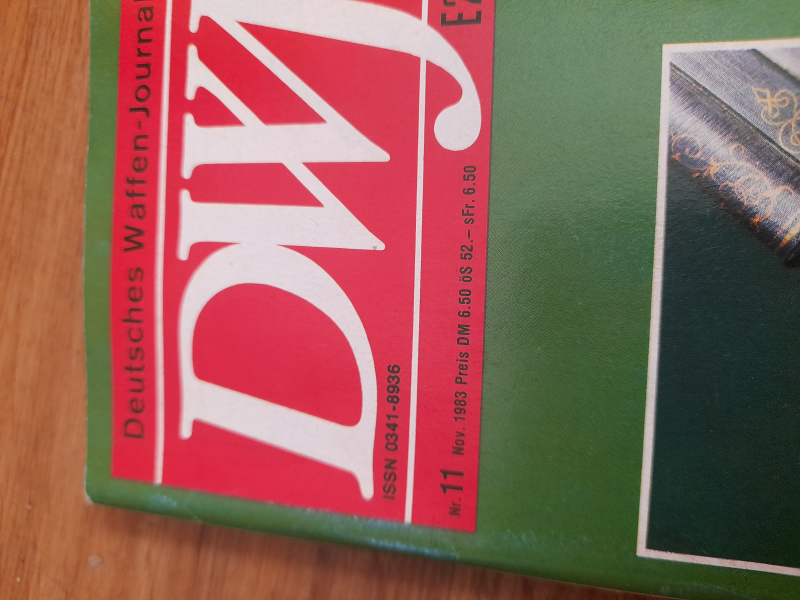 Deutsches Waffen-Journal
DWJ
ISSN 0341-8936
Nr. 11 Nov. 1983 Preis DM 6.50 öS 52.– sFr. 6.50